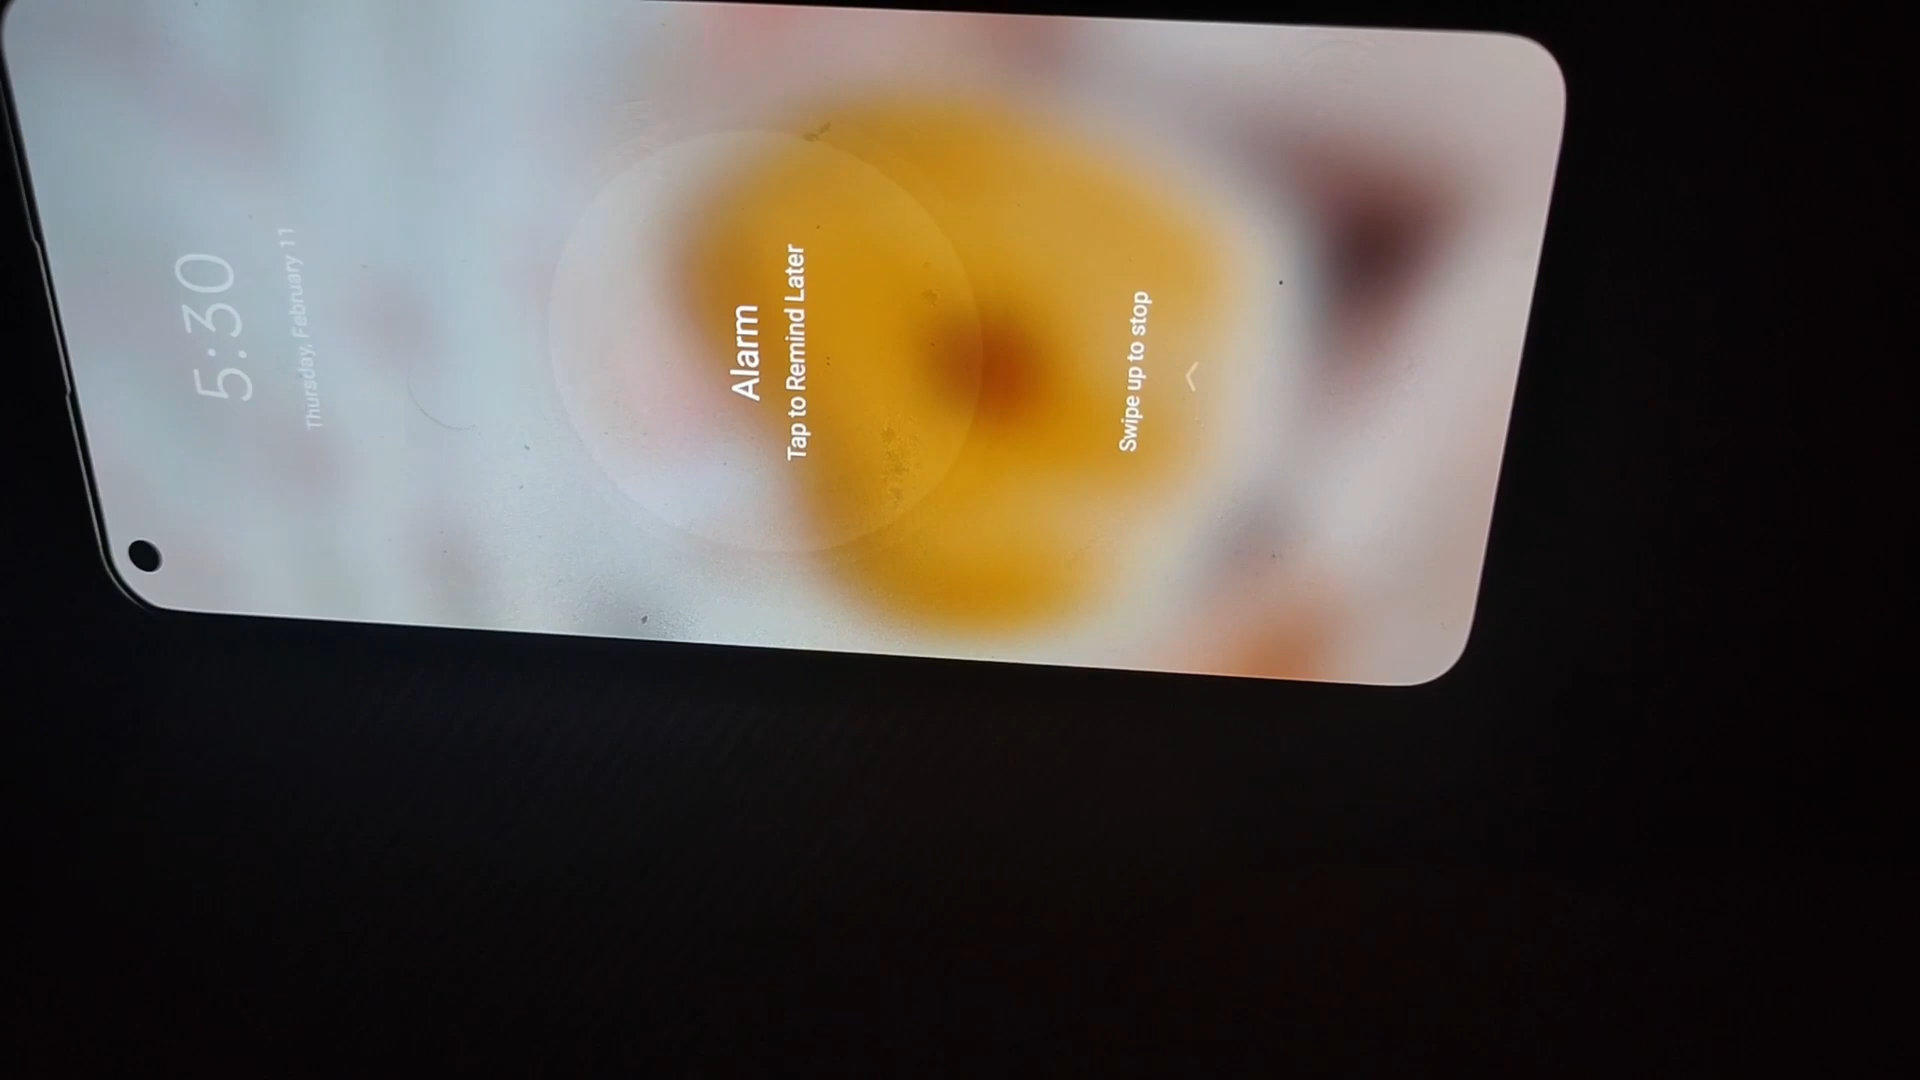 5:30
Thursday, February 11
Alarm
Tap to Remind Later
Swipe up to stop